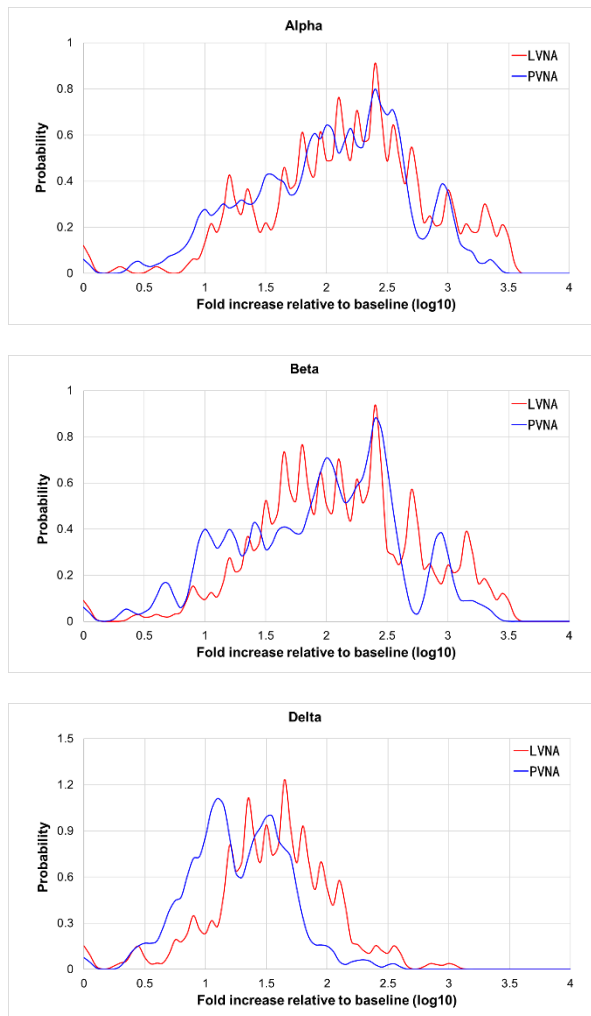 Alpha
LVNA
PVNA
Probability
1
0.8
0.6
0.4
0.2
0
0 0.5 1 1.5 2 2.5 3 3.5 4
Fold increase relative to baseline (log10)
Beta
LVNA
PVNA
Probability
1
0.8
0.6
0.4
0.2
0
0 0.5 1 1.5 2 2.5 3 3.5 4
Fold increase relative to baseline (log10)
Delta
LVNA
PVNA
Probability
1.5
1.2
0.9
0.6
0.3
0
0 0.5 1 1.5 2 2.5 3 3.5 4
Fold increase relative to baseline (log10)